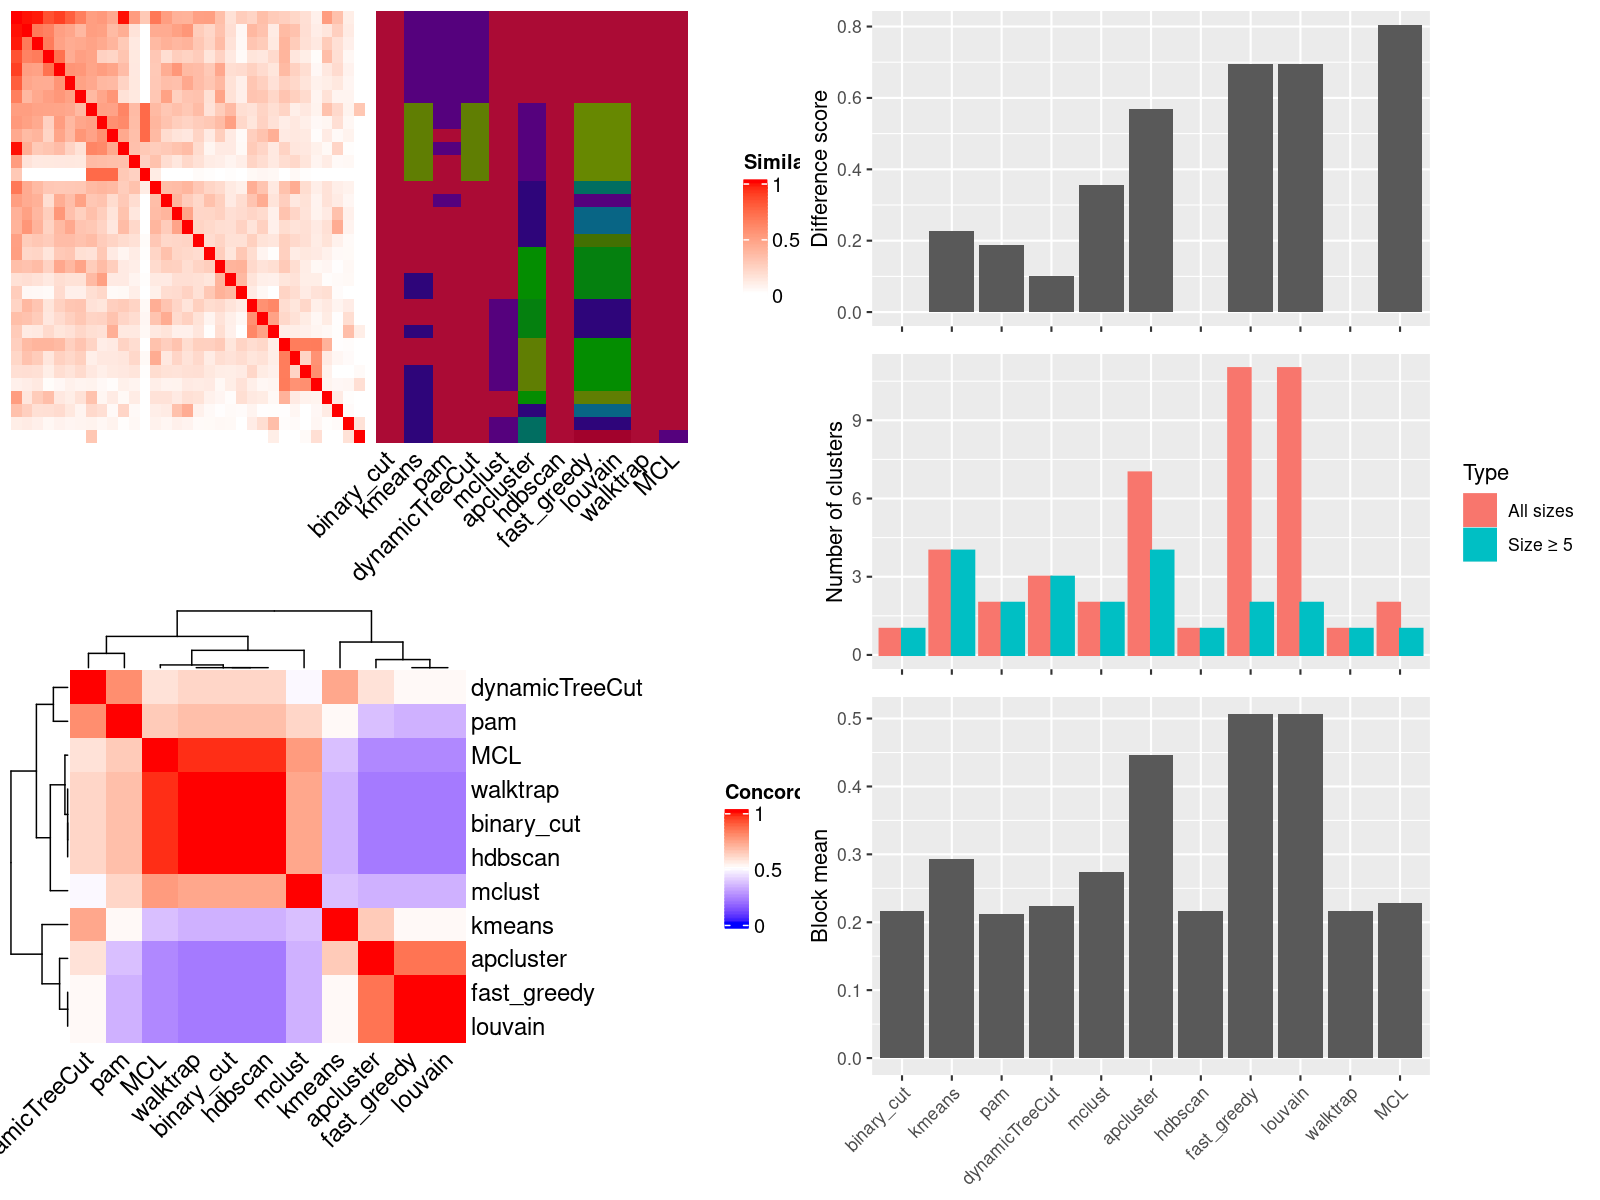 Simila
1
0.5
0
binary_cut
kmeans
pam
dynamicTreeCut
mclust
apcluster
hdbscan
fast_greedy
louvain
walktrap
MCL
dynamicTreeCut
pam
MCL
walktrap
binary_cut
hdbscan
mclust
kmeans
apcluster
fast_greedy
louvain
amicTreeCut
pam
MCL
walktrap
binary_cut
hdbscan
mclust
kmeans
apcluster
fast_greedy
louvain
Concord
1
0.5
0
Difference score
0.8
0.6
0.4
0.2
0.0
Number of clusters
9
6
3
0
Type
All sizes
Size ≥ 5
Block mean
0.5
0.4
0.3
0.2
0.1
0.0
binary_cut
kmeans
pam
dynamicTreeCut
mclust
apcluster
hdbscan
fast_greedy
louvain
walktrap
MCL